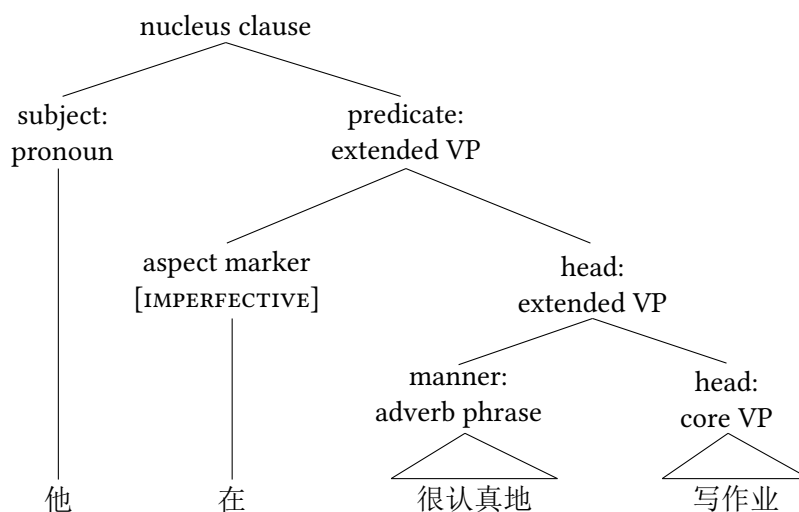 nucleus clause
subject: predicate:
pronoun extended VP
aspect marker head:
[IMPERFECTIVE] extended VP
manner: head:
adverb phrase core VP
他 在 很认真地 写作业